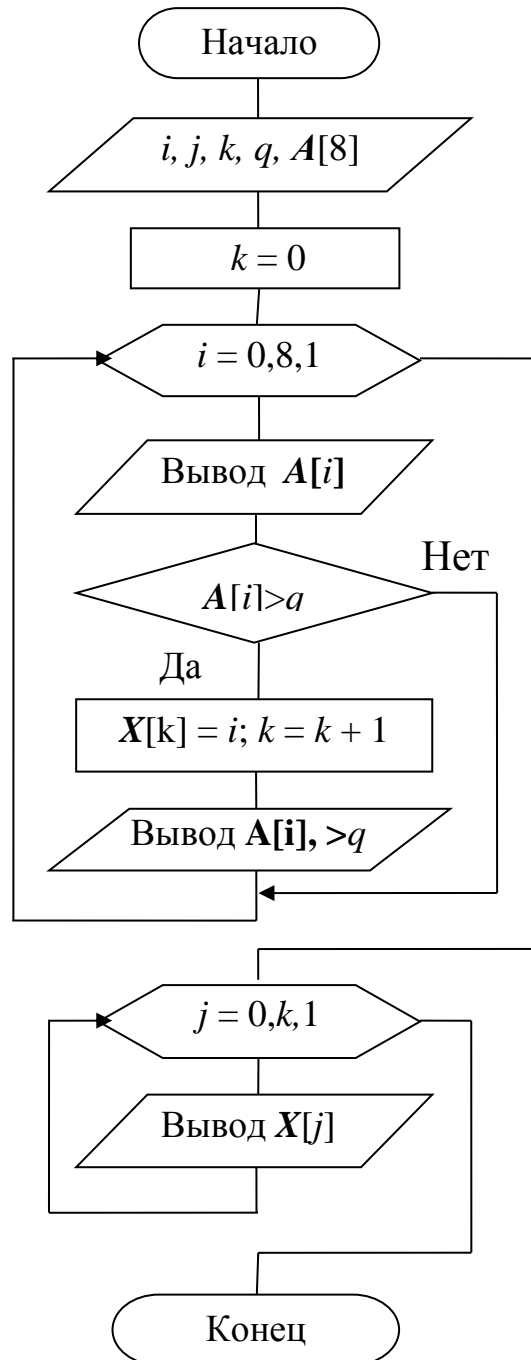 Начало
i, j, k, q, A[8]
k = 0
i = 0,8,1
Вывод A[i]
Нет
A[i]>q
Да
X[k] = i; k = k + 1
Вывод A[i], >q
j = 0,k,1
Вывод X[j]
Конец